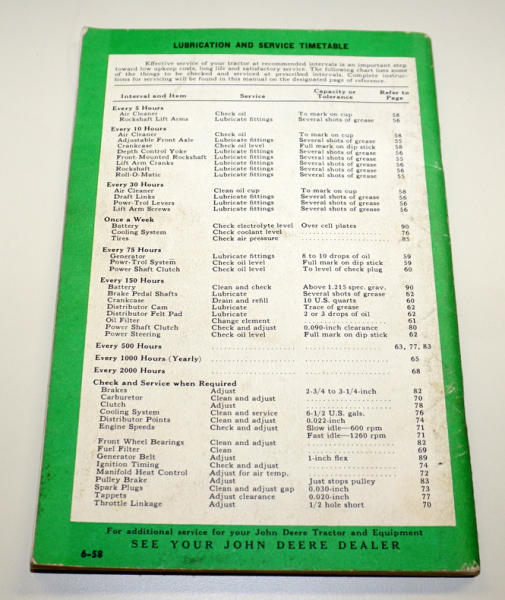 LUBRICATION AND SERVICE TIMETABLE
Effective service of your tractor at recommended intervals is an important step
toward low upkeep costs, long life and satisfactory service. The following chart lists some
of the things to be checked and serviced at prescribed intervals. Complete instruc-
tions for servicing will be found in this manual on the designated page of reference.
Interval and Item Service Capacity or Tolerance Refer to Page
Every 5 Hours
Air Cleaner Check oil To mark on cup 58
Rockshaft Lift Arms Lubricate fittings Several shots of grease 56
Every 10 Hours
Air Cleaner Check oil To mark on cup 58
Adjustable Front Axle Lubricate fittings Several shots of grease 55
Crankcase Check oil level Full mark on dip stick 58
Depth Control Yoke Lubricate fittings Several shots of grease 56
Front-Mounted Rockshaft Lubricate fittings Several shots of grease 55
Lift Arm Cranks Lubricate fittings Several shots of grease 56
Rockshaft Lubricate fittings Several shots of grease 56
Roll-O-Matic Lubricate fittings Several shots of grease 55
Every 30 Hours
Air Cleaner Clean oil cup To mark on cup 58
Draft Links Lubricate fittings Several shots of grease 56
Powr-Trol Levers Lubricate fittings Several shots of grease 56
Lift Arm Screws Lubricate fittings Several shots of grease 56
Once a Week
Battery Check electrolyte level Over cell plates 90
Cooling System Check coolant level 76
Tires Check air pressure 85
Every 75 Hours
Generator Lubricate fittings 8 to 10 drops of oil 59
Powr-Trol System Check oil level Full mark on dip stick 59
Power Shaft Clutch Check oil level To level of check plug 60
Every 150 Hours
Battery Clean and check Above 1.215 spec. grav. 90
Brake Pedal Shafts Lubricate Several shots of grease 62
Crankcase Drain and refill 10 U.S. quarts 60
Distributer Cam Lubricate Trace of grease 62
Distributor Felt Pad Lubricate 2 or 3 drops of oil 62
Oil Filter Change element 61
Power Shaft Clutch Check and adjust 0.090-inch clearance 80
Power Steering Check oil level Full mark on dip stick 62
Every 500 Hours 63, 77, 83
Every 1000 Hours (Yearly) 65
Every 2000 Hours 68
Check and Service when Required
Brakes Adjust 2-3/4 to 3-1/4-inch 82
Carburetor Clean and adjust 70
Clutch Adjust 78
Cooling System Clean and service 6-1/2 U.S. gals. 76
Distributor Points Clean and adjust 0.022-inch 74
Engine Speeds Check and adjust Slow idle—600 rpm 71
Fast idle—1260 rpm 71
Front Wheel Bearings Clean and adjust 82
Fuel Filter Clean 69
Generator Belt Adjust 1-inch flex 89
Ignition Timing Check and adjust 74
Manifold Heat Control Adjust for air temp. 72
Pulley Brake Adjust Just stops pulley 83
Spark Plugs Clean and adjust gap 0.030-inch 73
Tappets Adjust clearance 0.020-inch 77
Throttle Linkage Adjust 1/2 hole short 70
For additional service for your John Deere Tractor and Equipment
SEE YOUR JOHN DEERE DEALER
6-58